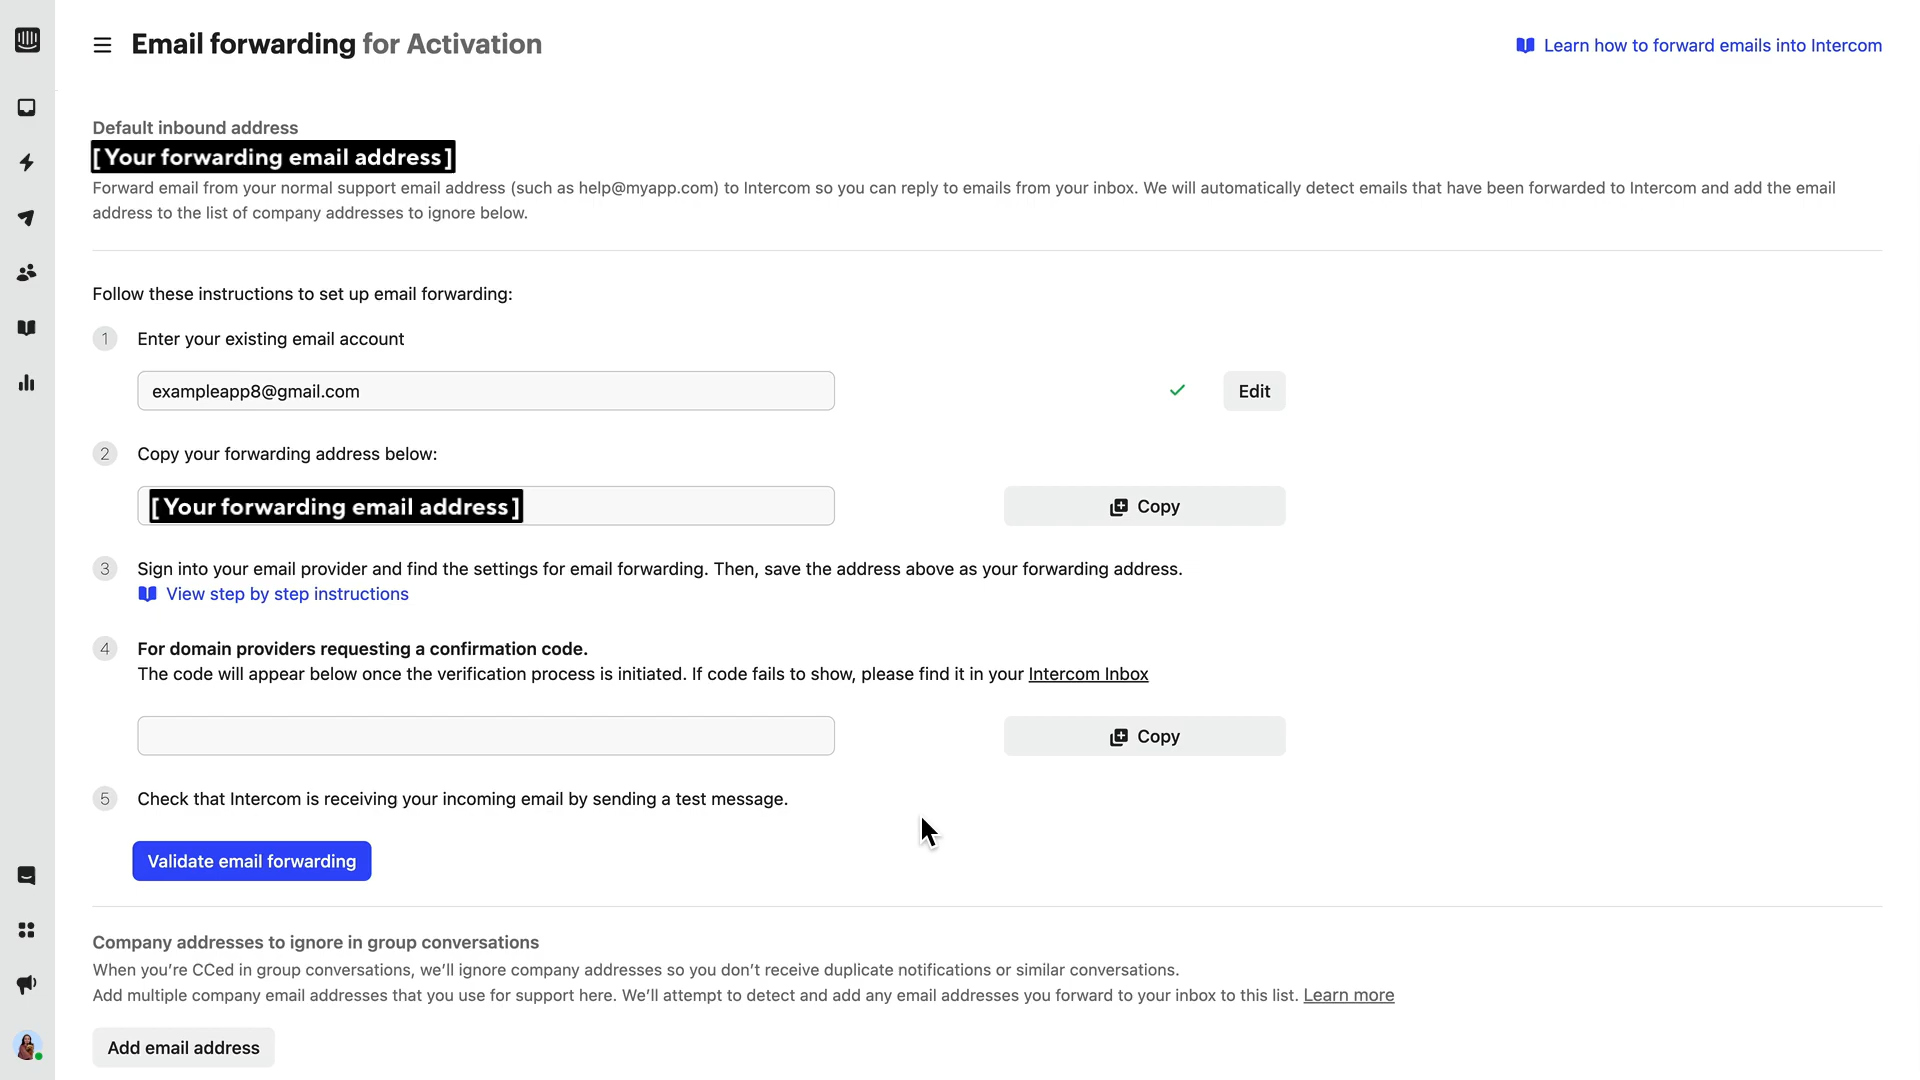 Email forwarding for Activation
Learn how to forward emails into Intercom
Default inbound address
[Your forwarding email address]
Forward email from your normal support email address (such as help@myapp.com) to Intercom so you can reply to emails from your inbox. We will automatically detect emails that have been forwarded to Intercom and add the email
address to the list of company addresses to ignore below.
Follow these instructions to set up email forwarding:
1 Enter your existing email account
exampleapp8@gmail.com Edit
2 Copy your forwarding address below:
[Your forwarding email address] Copy
3 Sign into your email provider and find the settings for email forwarding. Then, save the address above as your forwarding address.
View step by step instructions
4 For domain providers requesting a confirmation code.
The code will appear below once the verification process is initiated. If code fails to show, please find it in your Intercom Inbox
Copy
5 Check that Intercom is receiving your incoming email by sending a test message.
Validate email forwarding
Company addresses to ignore in group conversations
When you're CCed in group conversations, we'll ignore company addresses so you don't receive duplicate notifications or similar conversations.
Add multiple company email addresses that you use for support here. We'll attempt to detect and add any email addresses you forward to your inbox to this list. Learn more
Add email address